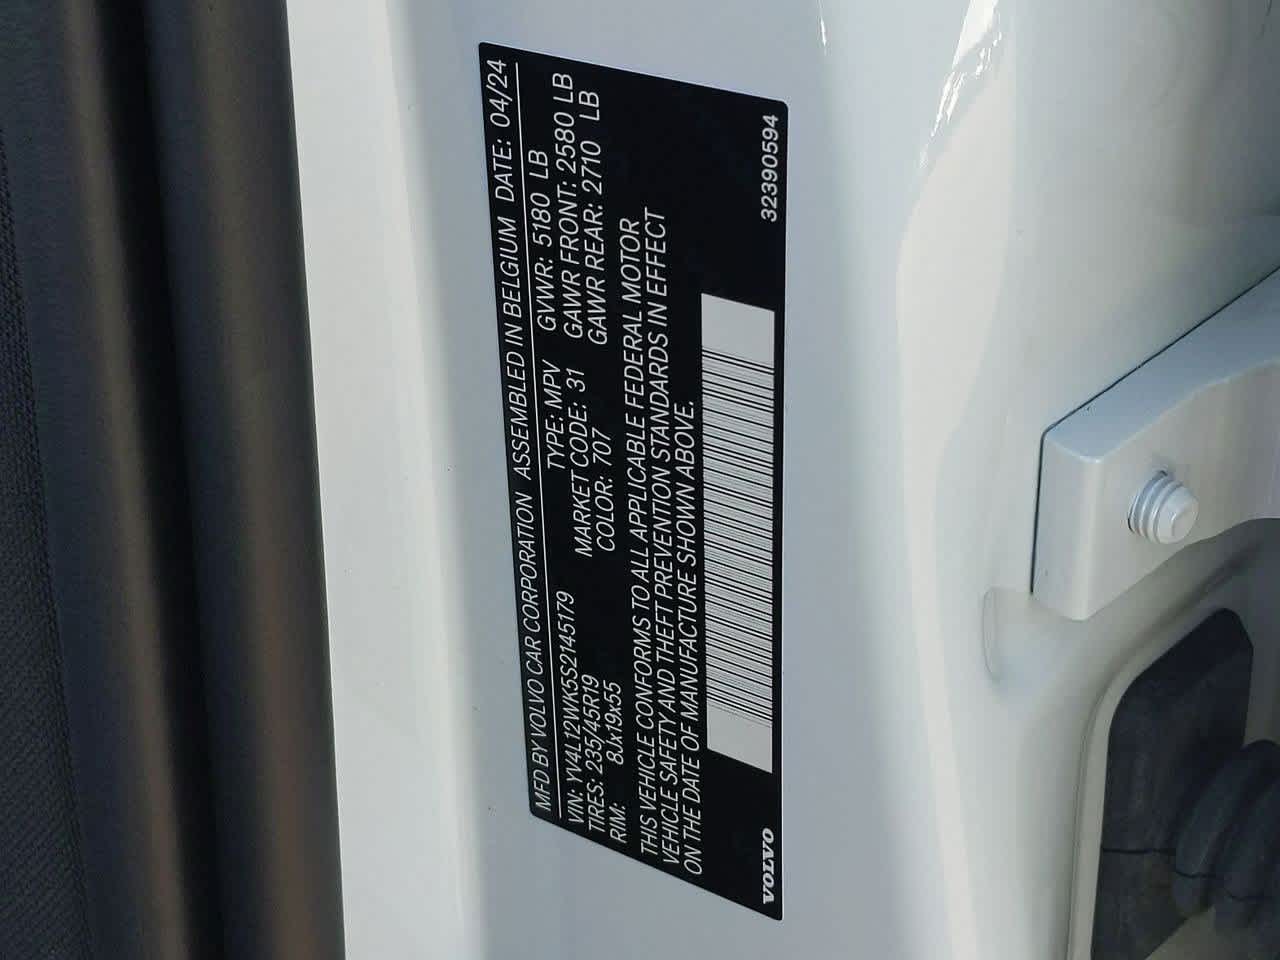 MFD BY VOLVO CAR CORPORATION ASSEMBLED IN BELGIUM DATE: 04/24
VIN: YV4L12WK5S2145179 TYPE: MPV GVWR: 5180 LB
TIRES: 235/45R19 MARKET CODE: 31 GAWR FRONT: 2580 LB
RIM: 8Jx19x55 COLOR: 707 GAWR REAR: 2710 LB
THIS VEHICLE CONFORMS TO ALL APPLICABLE FEDERAL MOTOR
VEHICLE SAFETY AND THEFT PREVENTION STANDARDS IN EFFECT
ON THE DATE OF MANUFACTURE SHOWN ABOVE.
VOLVO 32390594